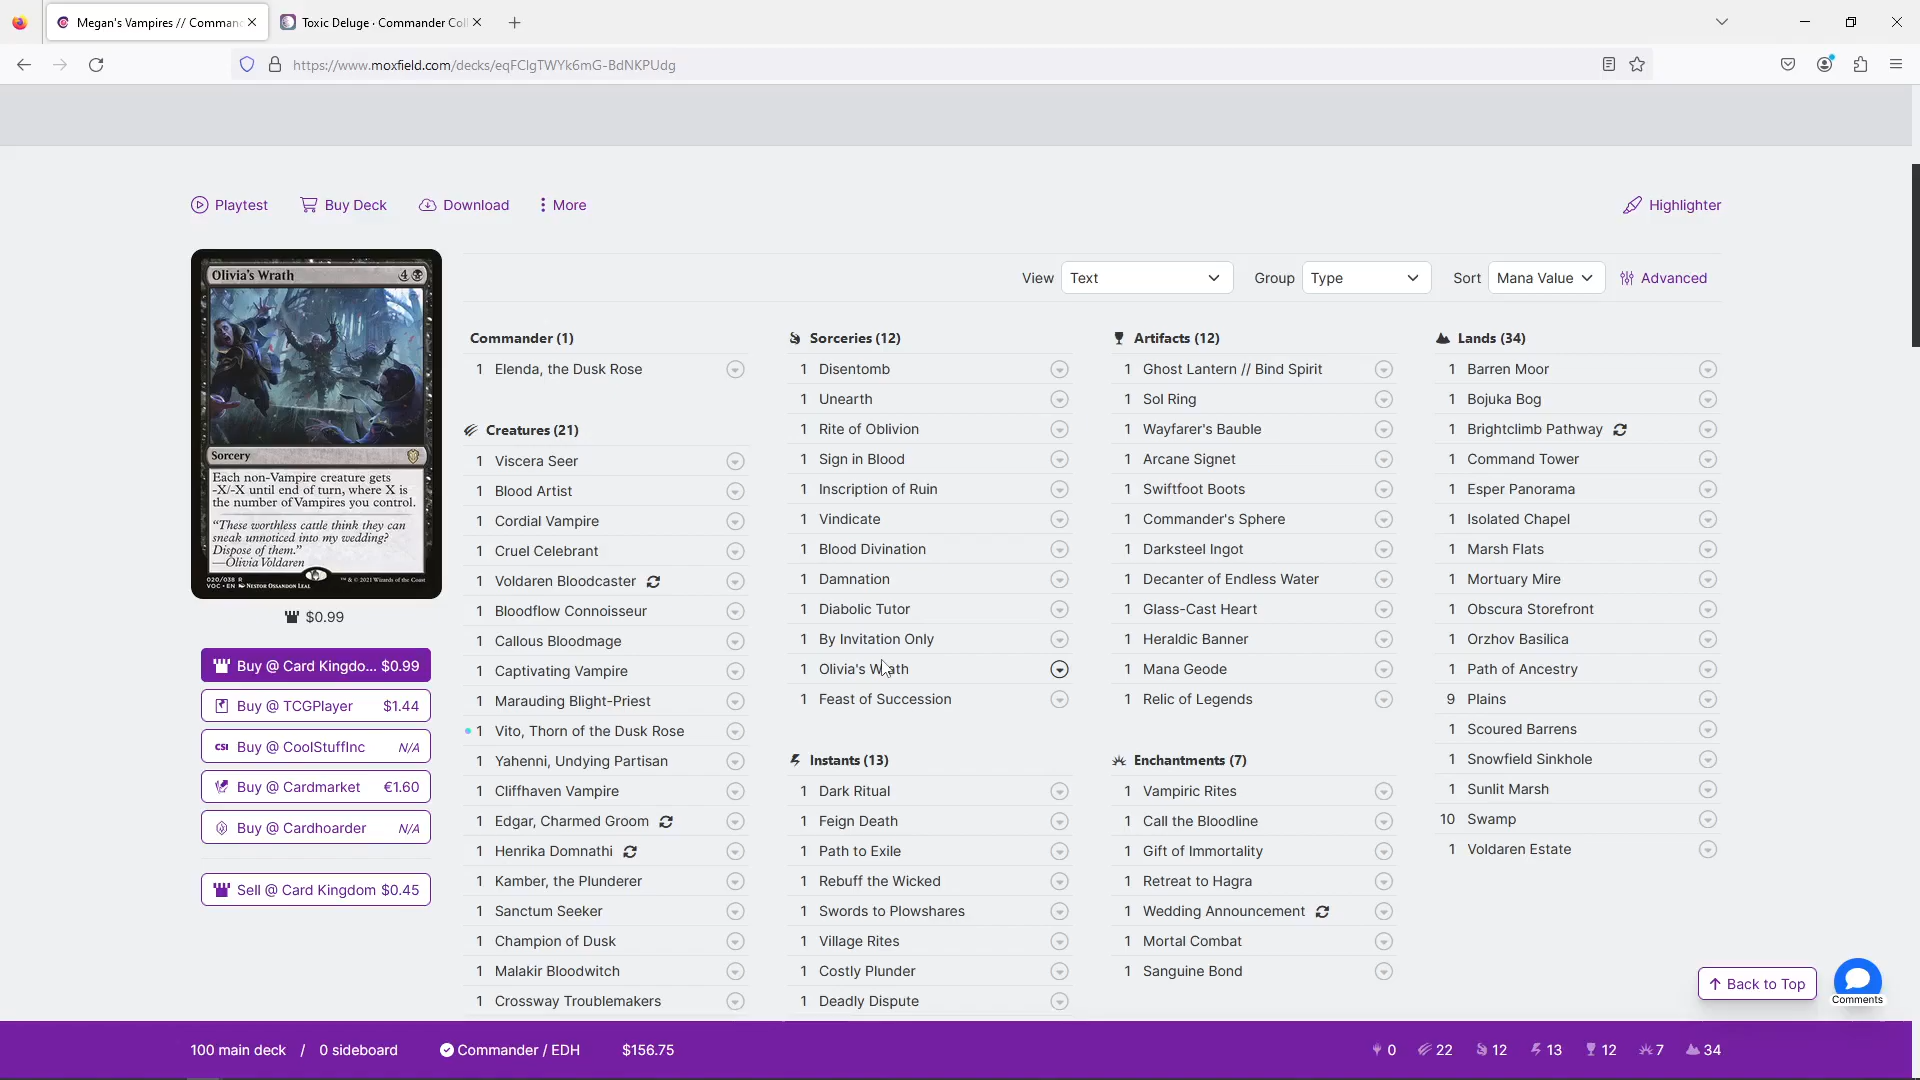 Megan's Vampires // Comman
Toxic Deluge · Commander Col
https://www.moxfield.com/decks/eqFClgTWYk6mG-BdNKPUdg
Playtest
Buy Deck
Download
More
Highlighter
View
Text
Group
Type
Sort
Mana Value
Advanced
Olivia's Wrath 4
Sorcery
Each non-Vampire creature gets
-X/-X until end of turn, where X is
the number of Vampires you control.
"These worthless cattle think they can
sneak unnoticed into my wedding?
Dispose of them."
—Olivia Voldaren
020/038 R
VOC • EN NESTOR OSSANDON LEAL
™ & © 2021 Wizards of the Coast
$0.99
Buy @ Card Kingdo... $0.99
Buy @ TCGPlayer $1.44
CSI Buy @ CoolStuffInc N/A
Buy @ Cardmarket €1.60
Buy @ Cardhoarder N/A
Sell @ Card Kingdom $0.45
Commander (1)
1 Elenda, the Dusk Rose
Creatures (21)
1 Viscera Seer
1 Blood Artist
1 Cordial Vampire
1 Cruel Celebrant
1 Voldaren Bloodcaster
1 Bloodflow Connoisseur
1 Callous Bloodmage
1 Captivating Vampire
1 Marauding Blight-Priest
1 Vito, Thorn of the Dusk Rose
1 Yahenni, Undying Partisan
1 Cliffhaven Vampire
1 Edgar, Charmed Groom
1 Henrika Domnathi
1 Kamber, the Plunderer
1 Sanctum Seeker
1 Champion of Dusk
1 Malakir Bloodwitch
1 Crossway Troublemakers
Sorceries (12)
1 Disentomb
1 Unearth
1 Rite of Oblivion
1 Sign in Blood
1 Inscription of Ruin
1 Vindicate
1 Blood Divination
1 Damnation
1 Diabolic Tutor
1 By Invitation Only
1 Olivia's Wrath
1 Feast of Succession
Instants (13)
1 Dark Ritual
1 Feign Death
1 Path to Exile
1 Rebuff the Wicked
1 Swords to Plowshares
1 Village Rites
1 Costly Plunder
1 Deadly Dispute
Artifacts (12)
1 Ghost Lantern // Bind Spirit
1 Sol Ring
1 Wayfarer's Bauble
1 Arcane Signet
1 Swiftfoot Boots
1 Commander's Sphere
1 Darksteel Ingot
1 Decanter of Endless Water
1 Glass-Cast Heart
1 Heraldic Banner
1 Mana Geode
1 Relic of Legends
Enchantments (7)
1 Vampiric Rites
1 Call the Bloodline
1 Gift of Immortality
1 Retreat to Hagra
1 Wedding Announcement
1 Mortal Combat
1 Sanguine Bond
Lands (34)
1 Barren Moor
1 Bojuka Bog
1 Brightclimb Pathway
1 Command Tower
1 Esper Panorama
1 Isolated Chapel
1 Marsh Flats
1 Mortuary Mire
1 Obscura Storefront
1 Orzhov Basilica
1 Path of Ancestry
9 Plains
1 Scoured Barrens
1 Snowfield Sinkhole
1 Sunlit Marsh
10 Swamp
1 Voldaren Estate
Back to Top
Comments
100 main deck / 0 sideboard
Commander / EDH
$156.75
0 22 12 13 12 7 34